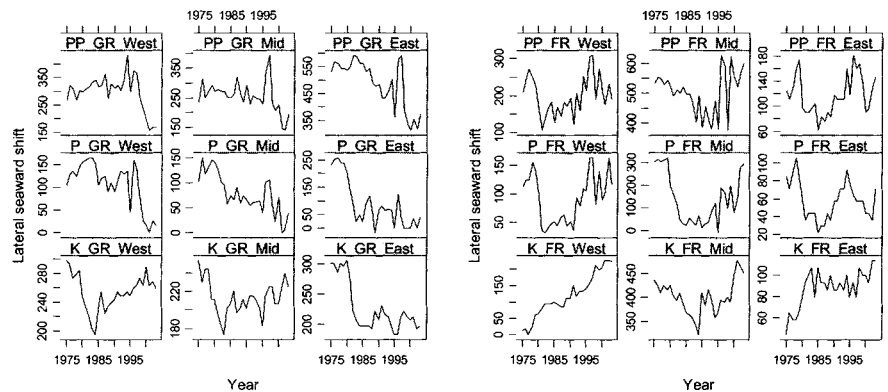 1975 1985 1995
1975 1985 1995
PP_GR_West
PP_GR_Mid
PP_GR_East
PP_FR_West
PP_FR_Mid
PP_FR_East
150 250 350
150 250 350
350 450 550
100 200 300
400 500 600
60 100 140 180
P_GR_West
P_GR_Mid
P_GR_East
P_FR_West
P_FR_Mid
P_FR_East
0 50 100 150
0 50 100 150
0 50 150 250
50 100 150
0 100 200 300
20 40 60 80 100
K_GR_West
K_GR_Mid
K_GR_East
K_FR_West
K_FR_Mid
K_FR_East
200 240 280
180 220
200 250 300
0 50 100 200
350 400 450
60 80 100
Lateral seaward shift
Lateral seaward shift
1975 1985 1995
1975 1985 1995
1975 1985 1995
1975 1985 1995
Year
Year